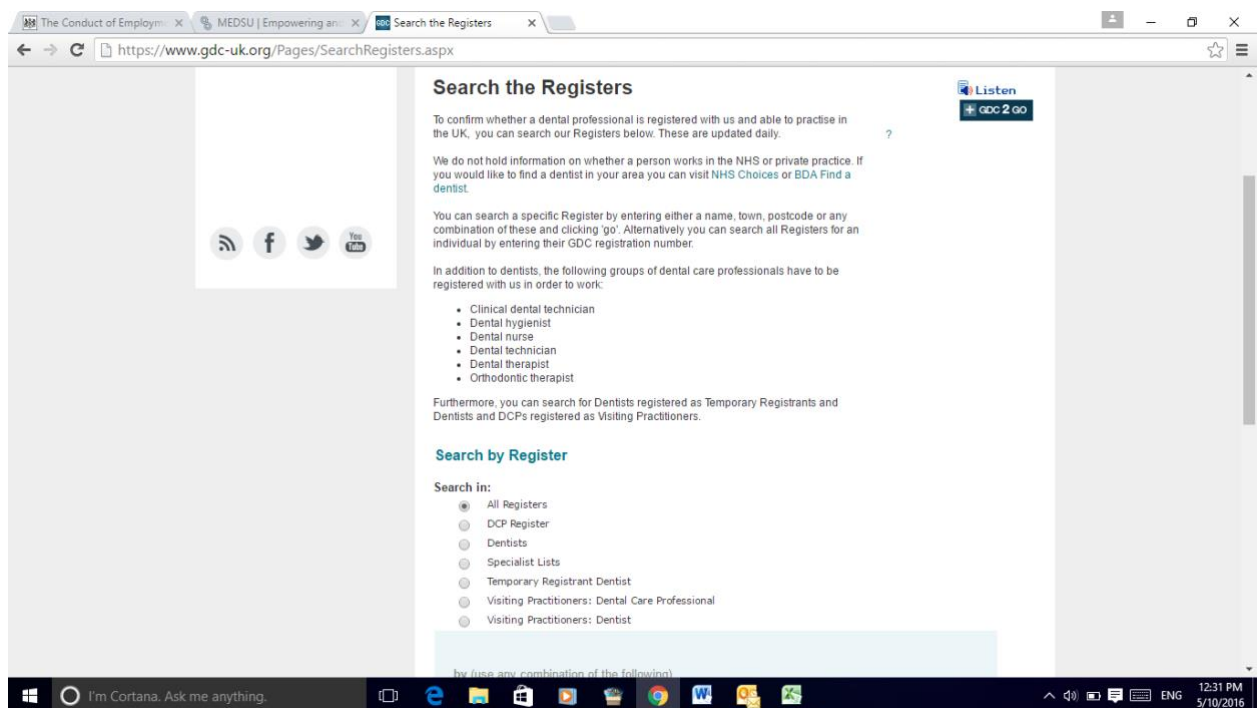 The Conduct of Employm
MEDSU | Empowering an
GDC Search the Registers
https://www.gdc-uk.org/Pages/SearchRegisters.aspx
Search the Registers
Listen
+ GDC 2 GO
To confirm whether a dental professional is registered with us and able to practise in
the UK, you can search our Registers below. These are updated daily.
?
We do not hold information on whether a person works in the NHS or private practice. If
you would like to find a dentist in your area you can visit NHS Choices or BDA Find a
dentist.
You can search a specific Register by entering either a name, town, postcode or any
combination of these and clicking 'go'. Alternatively you can search all Registers for an
individual by entering their GDC registration number.
You Tube
In addition to dentists, the following groups of dental care professionals have to be
registered with us in order to work:
• Clinical dental technician
• Dental hygienist
• Dental nurse
• Dental technician
• Dental therapist
• Orthodontic therapist
Furthermore, you can search for Dentists registered as Temporary Registrants and
Dentists and DCPs registered as Visiting Practitioners.
Search by Register
Search in:
All Registers
DCP Register
Dentists
Specialist Lists
Temporary Registrant Dentist
Visiting Practitioners: Dental Care Professional
Visiting Practitioners: Dentist
by (use any combination of the following)
I'm Cortana. Ask me anything.
ENG
12:31 PM
5/10/2016